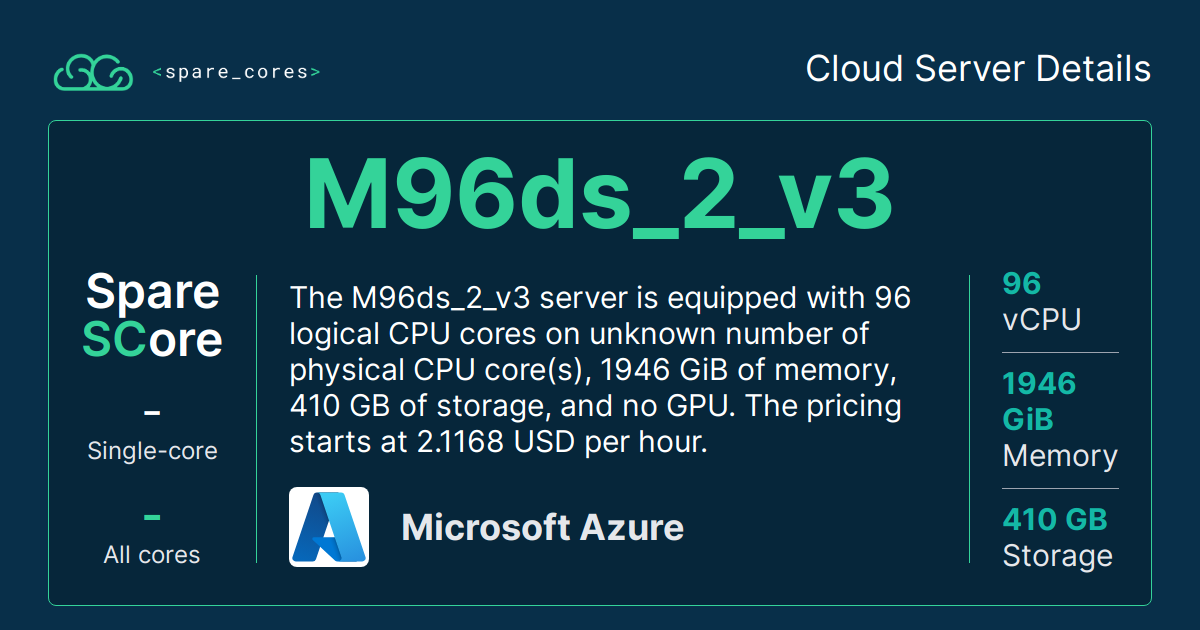 <spare_cores>
Cloud Server Details
M96ds_2_v3
Spare
SCore
–
Single-core
–
All cores
The M96ds_2_v3 server is equipped with 96
logical CPU cores on unknown number of
physical CPU core(s), 1946 GiB of memory,
410 GB of storage, and no GPU. The pricing
starts at 2.1168 USD per hour.
Microsoft Azure
96
vCPU
1946
GiB
Memory
410 GB
Storage